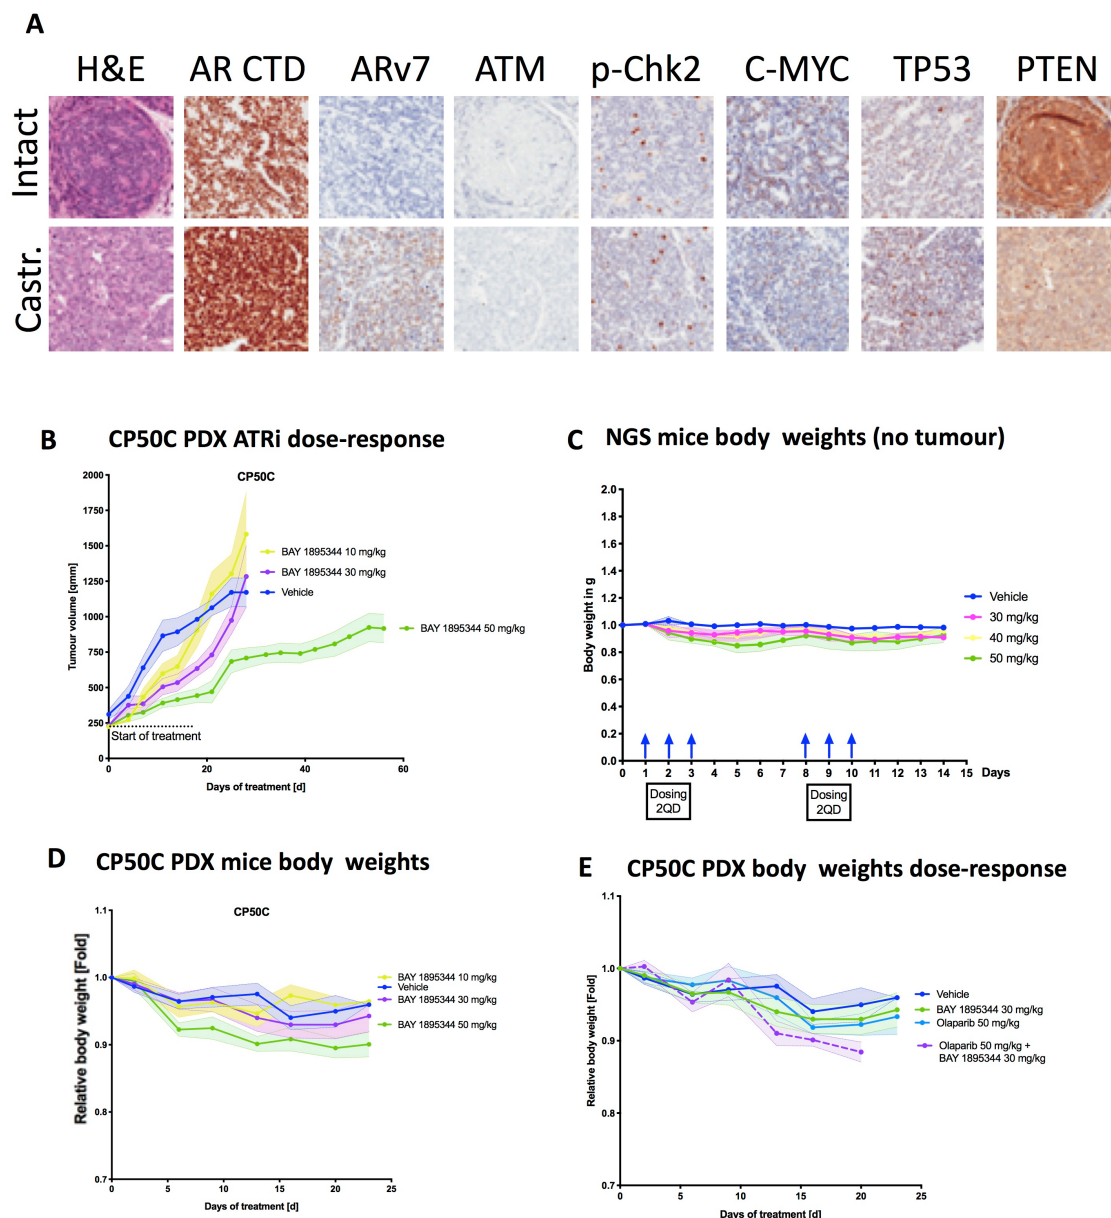 A
H&E AR CTD ARv7 ATM p-Chk2 C-MYC TP53 PTEN
Intact
Castr.
B CP50C PDX ATRi dose-response
CP50C
Tumour volume [qmm]
2000
1750
1500
1250
1000
750
500
250
0
BAY 1895344 10 mg/kg
BAY 1895344 30 mg/kg
Vehicle
BAY 1895344 50 mg/kg
Start of treatment
0 20 40 60
Days of treatment [d]
C NGS mice body weights (no tumour)
Body weight in g
2.0
1.8
1.6
1.4
1.2
1.0
0.8
0.6
0.4
0.2
0.0
Vehicle
30 mg/kg
40 mg/kg
50 mg/kg
0 1 2 3 4 5 6 7 8 9 10 11 12 13 14 15 Days
Dosing
2QD
Dosing
2QD
D CP50C PDX mice body weights
CP50C
Relative body weight [Fold]
1.1
1.0
0.9
0.8
0.7
BAY 1895344 10 mg/kg
Vehicle
BAY 1895344 30 mg/kg
BAY 1895344 50 mg/kg
0 5 10 15 20 25
Days of treatment [d]
E CP50C PDX body weights dose-response
Relative body weight [Fold]
1.1
1.0
0.9
0.8
0.7
Vehicle
BAY 1895344 30 mg/kg
Olaparib 50 mg/kg
Olaparib 50 mg/kg +
BAY 1895344 30 mg/kg
0 5 10 15 20 25
Days of treatment [d]